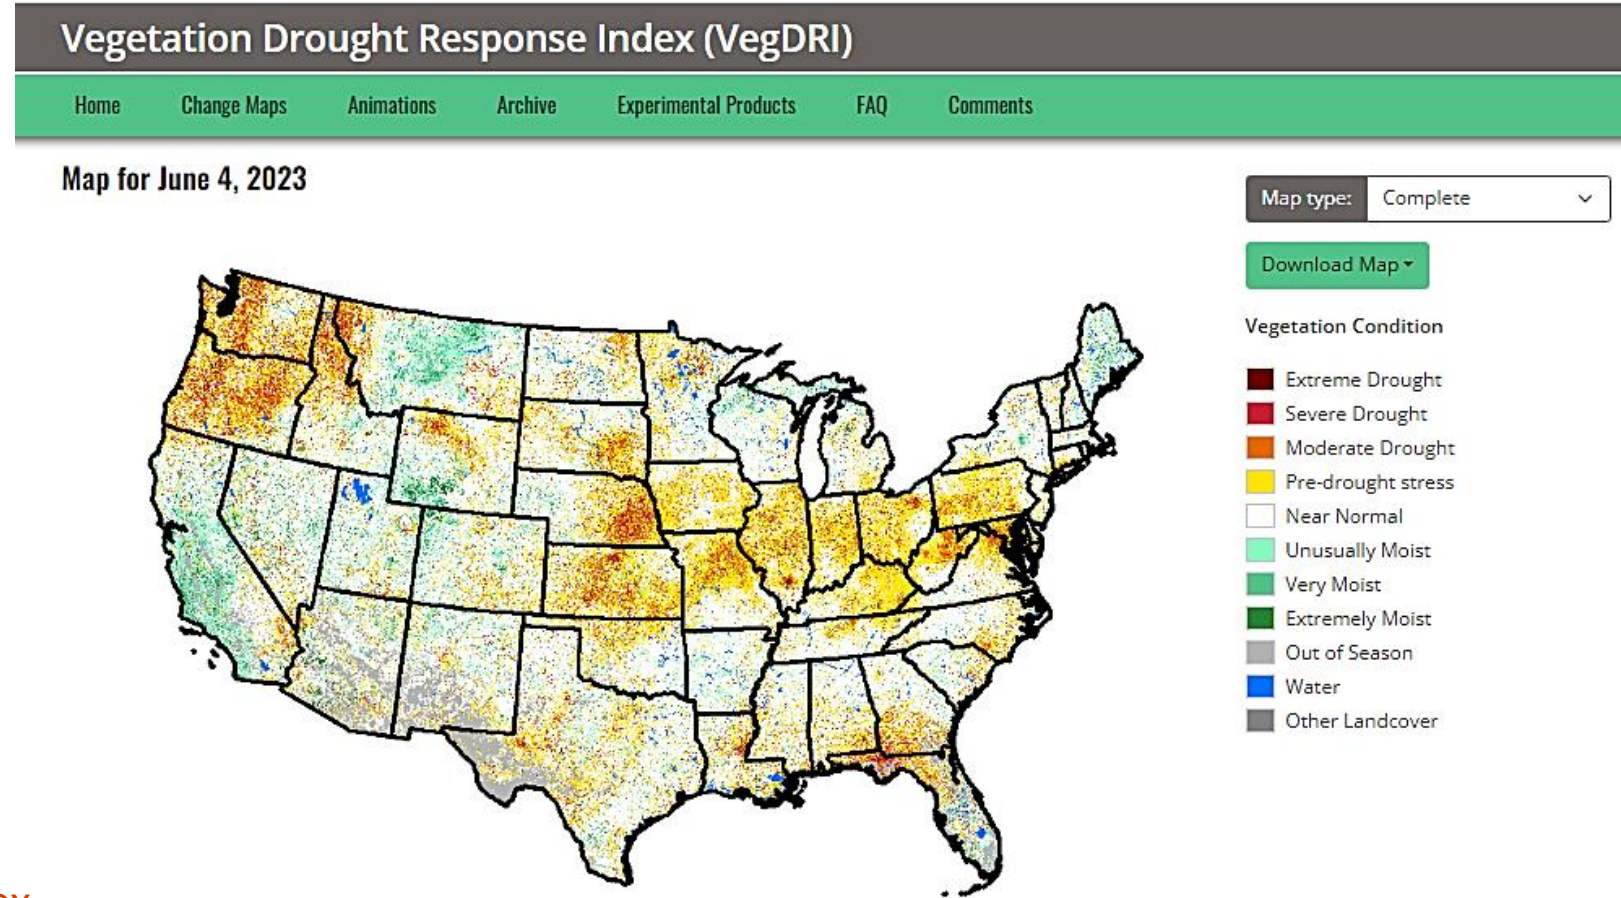 Vegetation Drought Response Index (VegDRI)
Home Change Maps Animations Archive Experimental Products FAQ Comments
Map for June 4, 2023
Map type: Complete
Download Map
Vegetation Condition
Extreme Drought
Severe Drought
Moderate Drought
Pre-drought stress
Near Normal
Unusually Moist
Very Moist
Extremely Moist
Out of Season
Water
Other Landcover